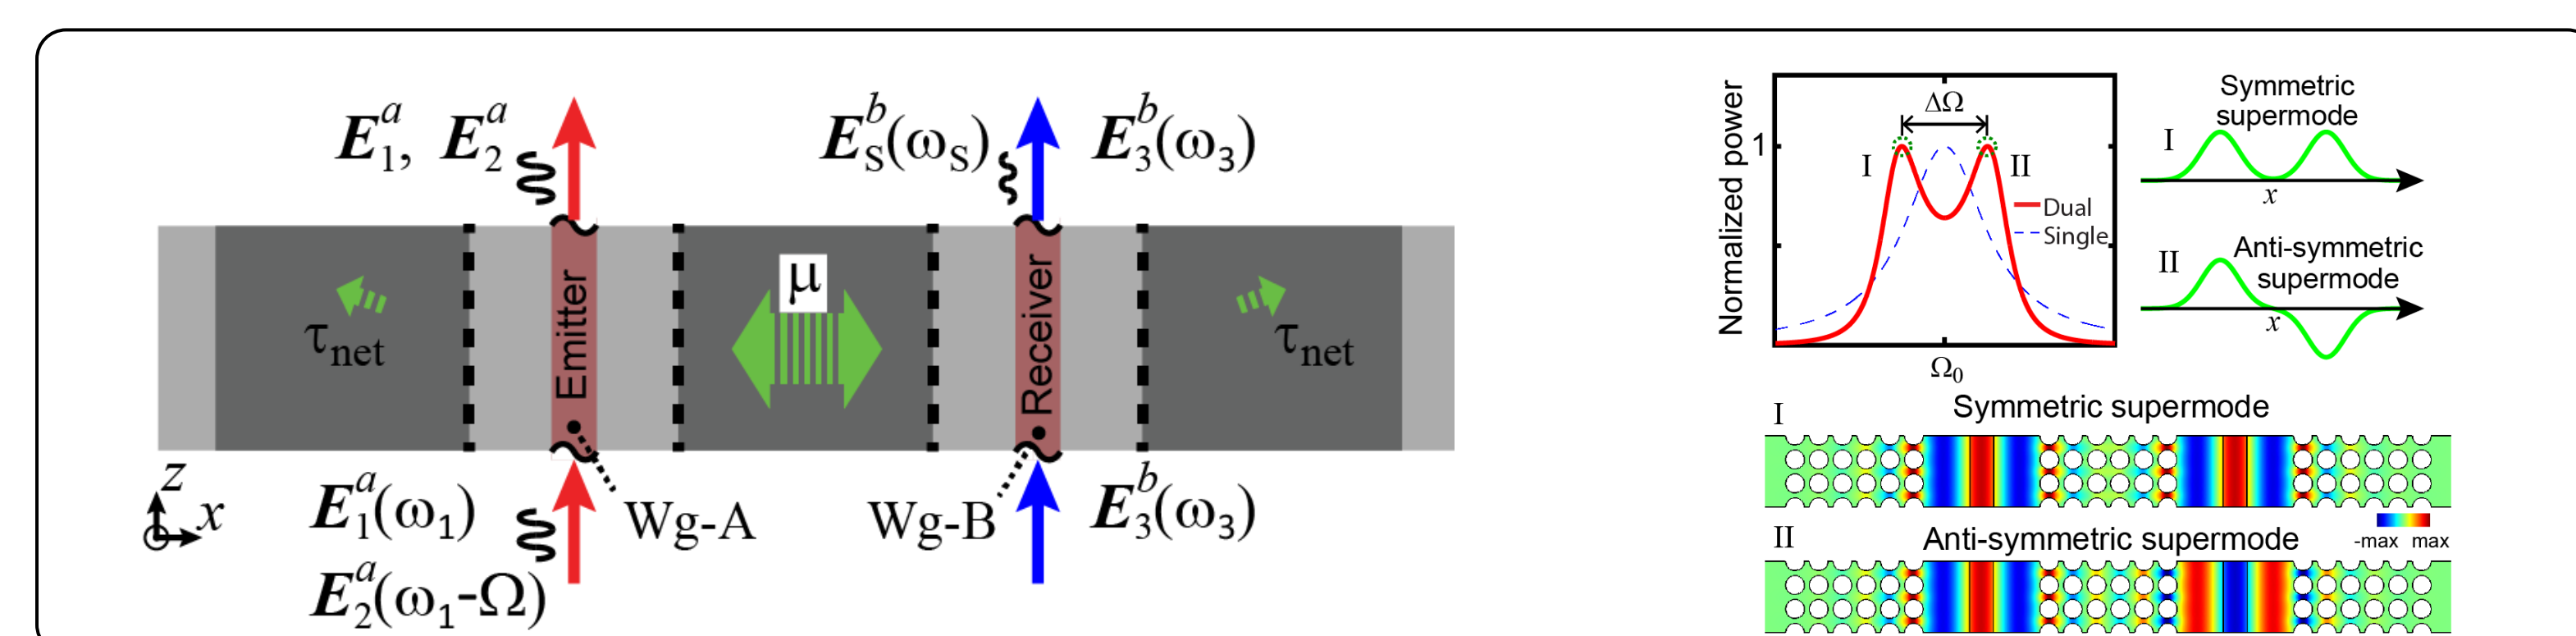 E₁ᵃ, E₂ᵃ
E_Sᵇ(ω_S)
E₃ᵇ(ω₃)
μ
τnet
Emitter
Receiver
τnet
z
x
E₁ᵃ(ω₁)
Wg-A
Wg-B
E₃ᵇ(ω₃)
E₂ᵃ(ω₁-Ω)
Normalized power
1
ΔΩ
I
II
Dual
Single
Ω₀
Symmetric
supermode
I
x
Anti-symmetric
supermode
II
x
I
Symmetric supermode
II
Anti-symmetric supermode
-max max